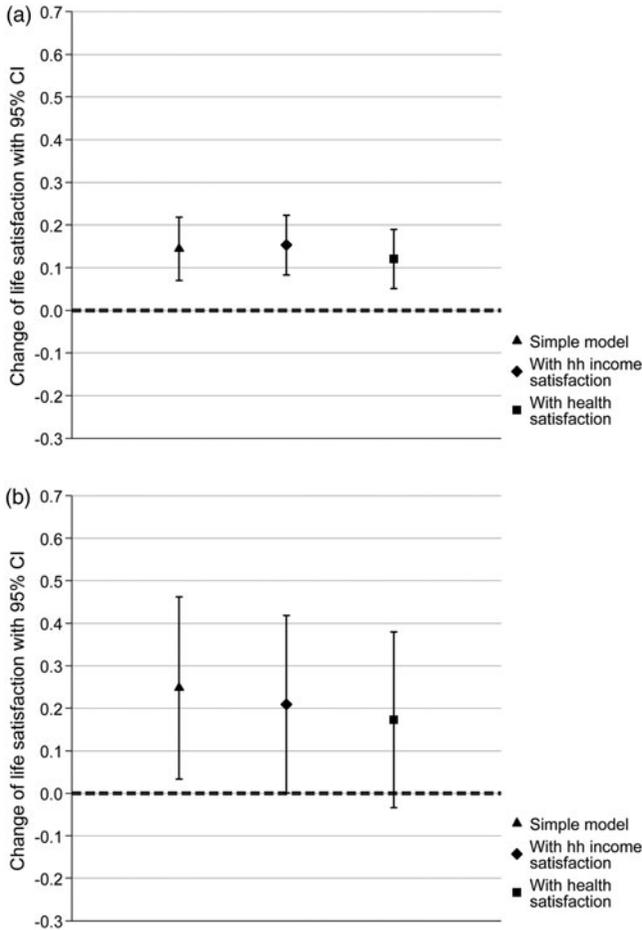 (a)
Change of life satisfaction with 95% CI
0.7
0.6
0.5
0.4
0.3
0.2
0.1
0.0
-0.1
-0.2
-0.3
Simple model
With hh income
satisfaction
With health
satisfaction
(b)
Change of life satisfaction with 95% CI
0.7
0.6
0.5
0.4
0.3
0.2
0.1
0.0
-0.1
-0.2
-0.3
Simple model
With hh income
satisfaction
With health
satisfaction